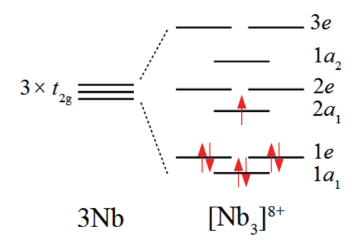 3e
1a₂
3 × t₂g
2e
2a₁
1e
1a₁
3Nb
[Nb₃]⁸⁺